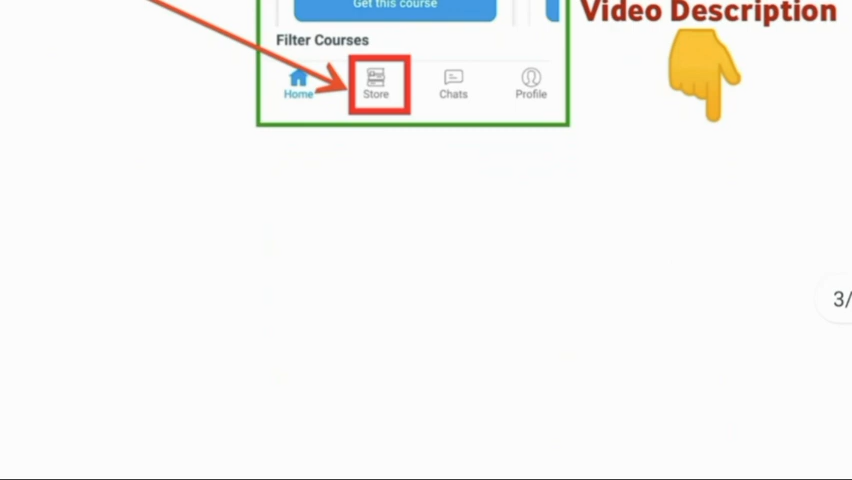 Get this course
Video Description
Filter Courses
Home
Store
Chats
Profile
3/